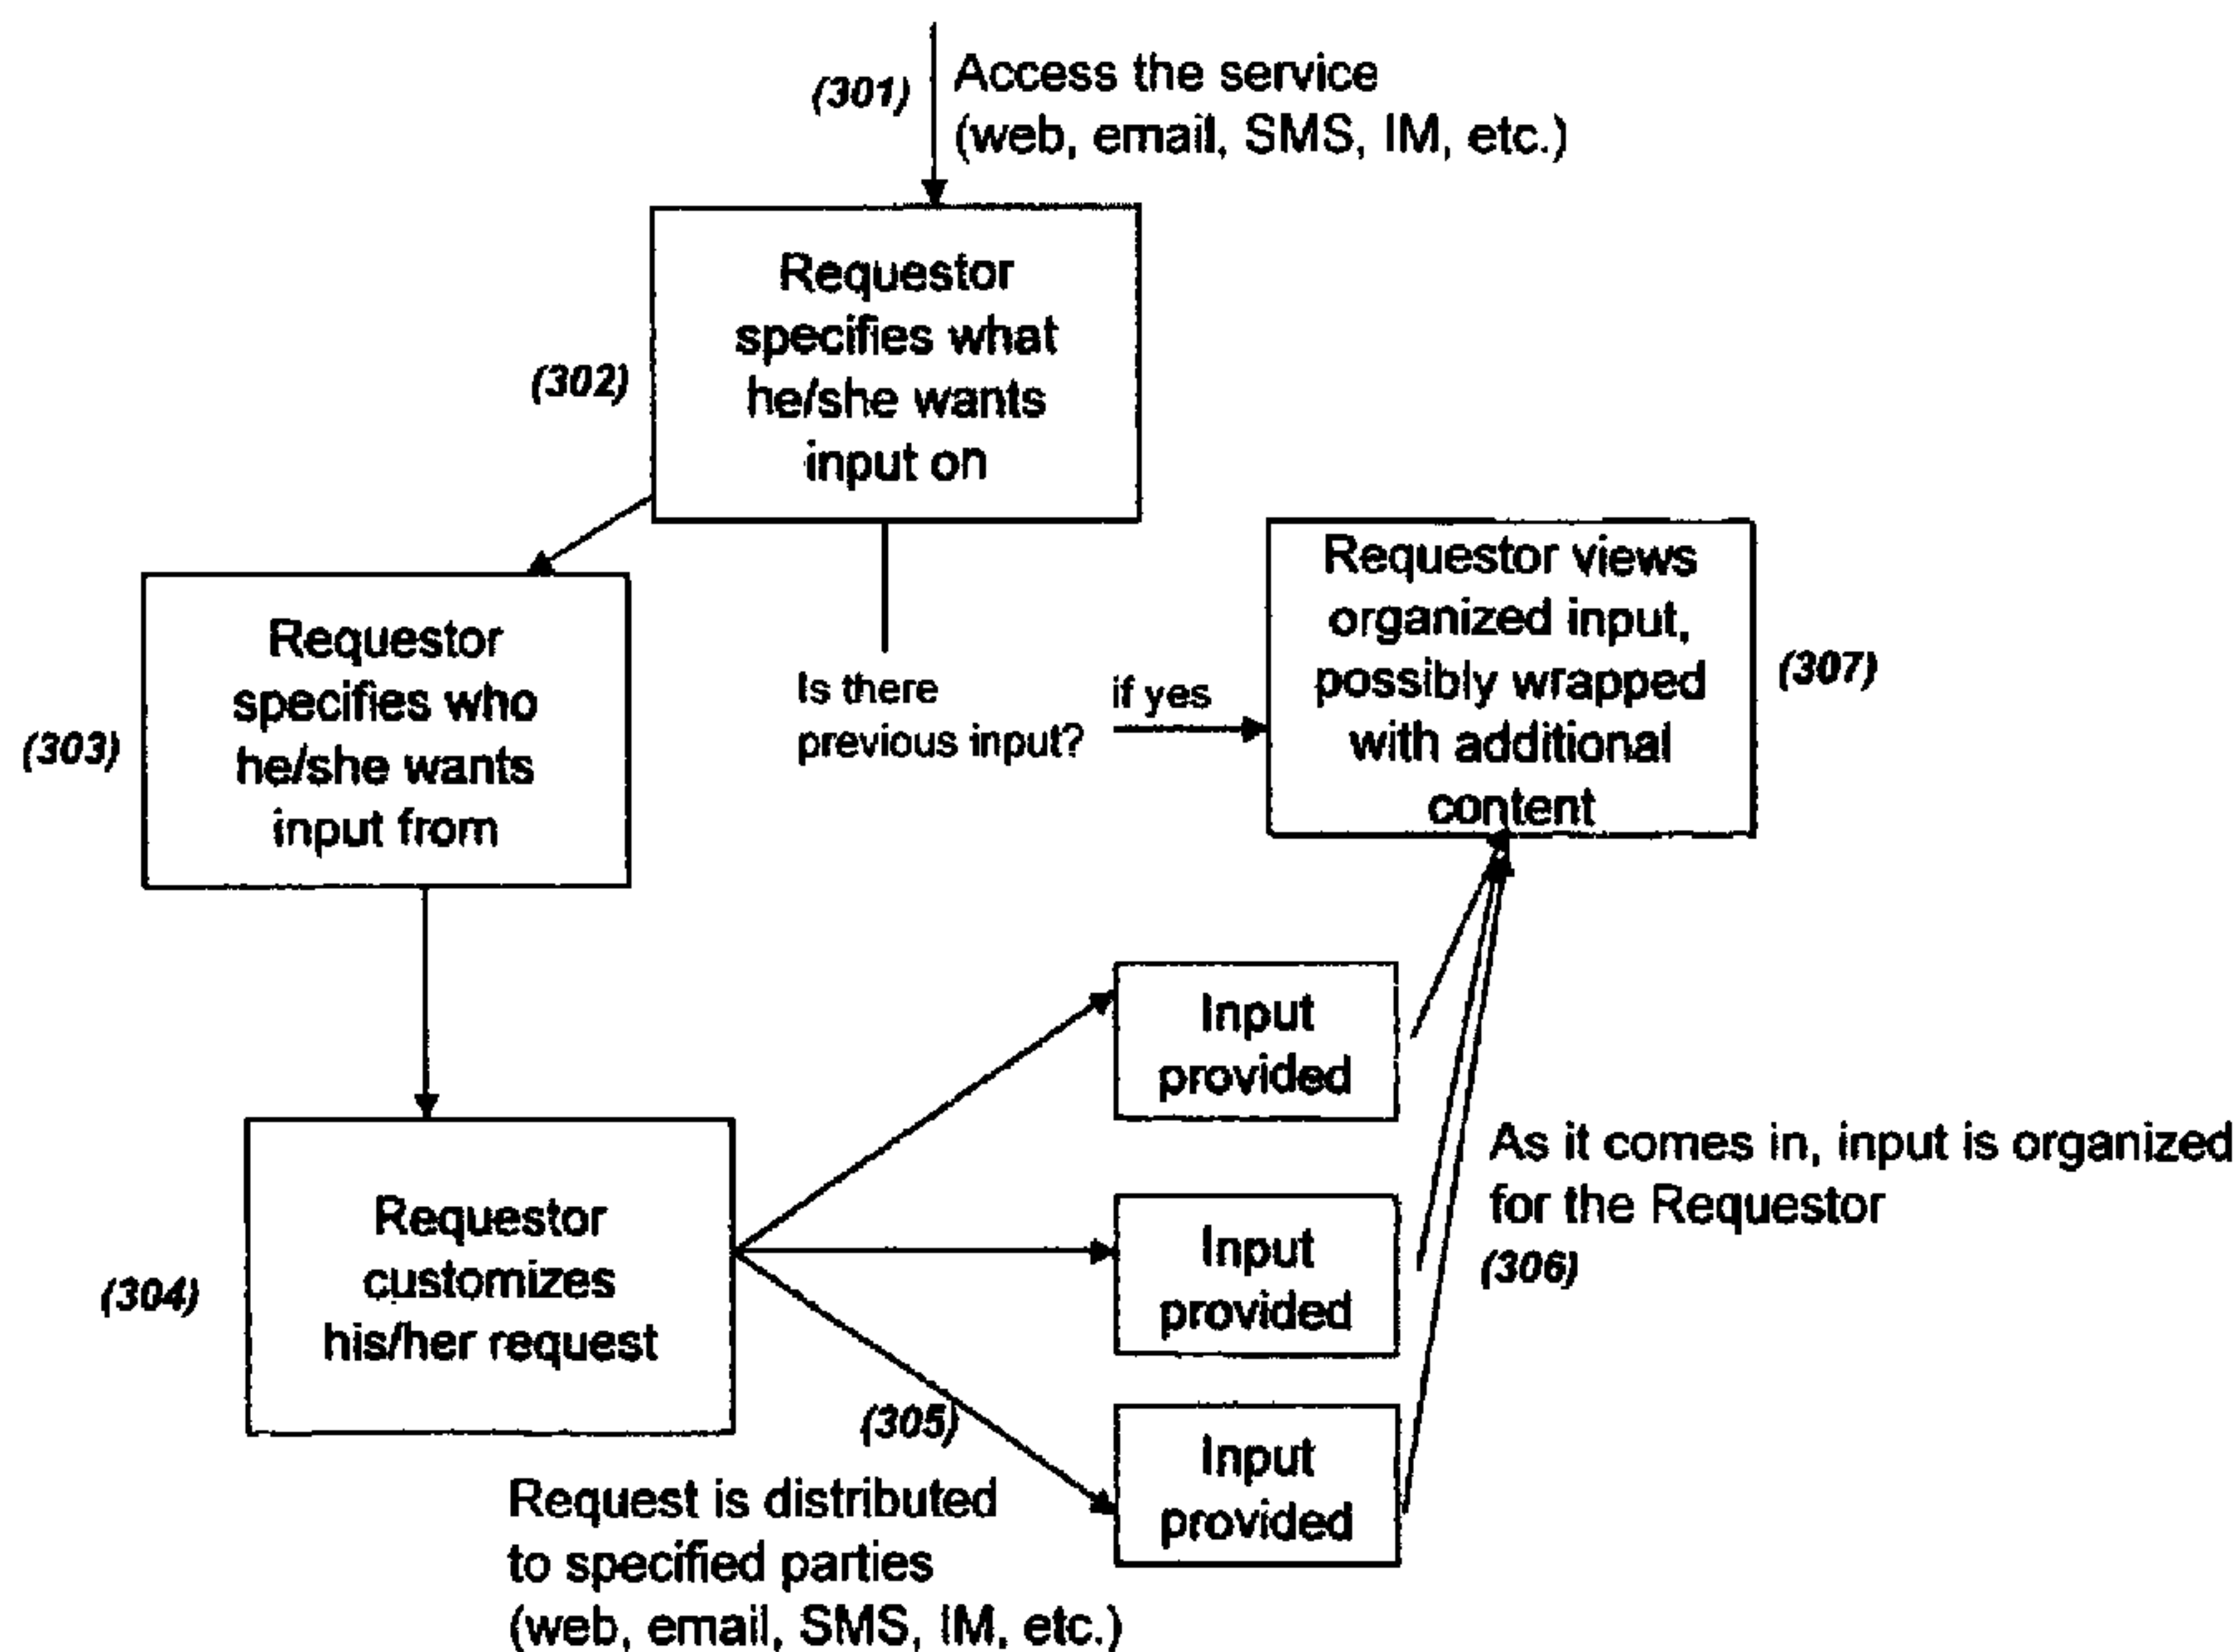 (301)
Access the service
(web, email, SMS, IM, etc.)
Requestor
specifies what
he/she wants
input on
(302)
Requestor
specifies who
he/she wants
input from
(303)
Is there
previous input?
if yes
Requestor views
organized input,
possibly wrapped
with additional
content
(307)
Requestor
customizes
his/her request
(304)
(305)
Request is distributed
to specified parties
(web, email, SMS, IM, etc.)
Input
provided
Input
provided
Input
provided
As it comes in, input is organized
for the Requestor
(306)